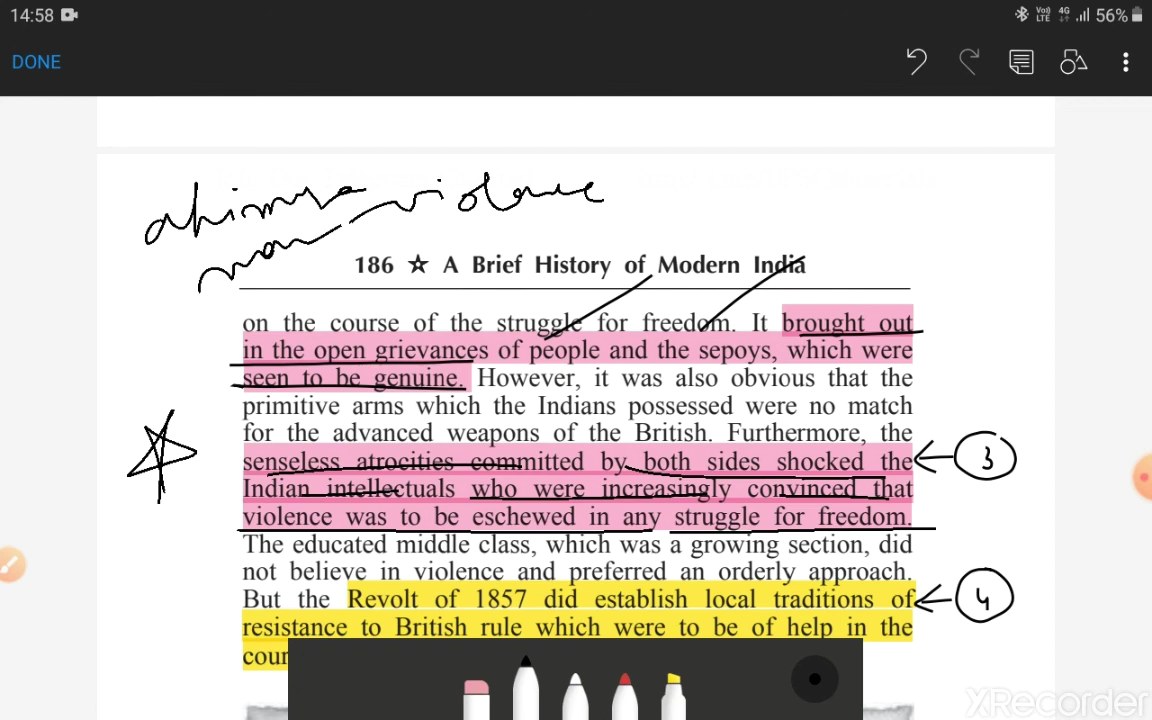 14:58
Vo) LTE 4G 56%
DONE
ahimsa
non-violence
186 ☆ A Brief History of Modern India
on the course of the struggle for freedom. It brought out
in the open grievances of people and the sepoys, which were
seen to be genuine. However, it was also obvious that the
primitive arms which the Indians possessed were no match
for the advanced weapons of the British. Furthermore, the
senseless atrocities committed by both sides shocked the
3
Indian intellectuals who were increasingly convinced that
violence was to be eschewed in any struggle for freedom.
The educated middle class, which was a growing section, did
not believe in violence and preferred an orderly approach.
But the Revolt of 1857 did establish local traditions of
4
resistance to British rule which were to be of help in the
cour
XRecorder